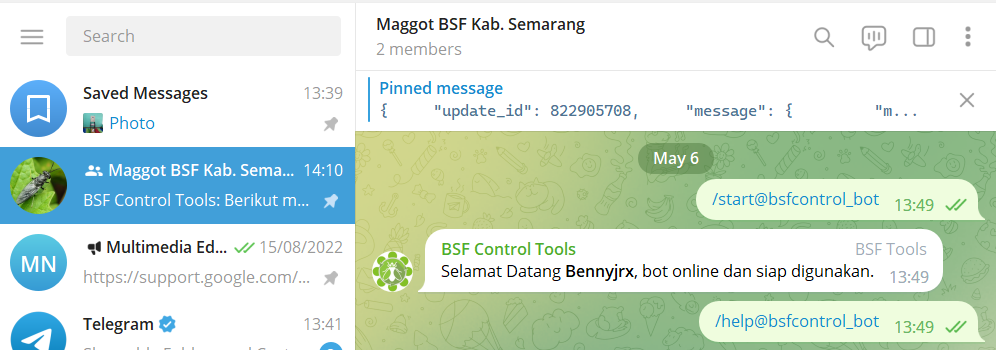 Search
Saved Messages 13:39
Photo
Maggot BSF Kab. Sema... 14:10
BSF Control Tools: Berikut m...
MN
Multimedia Ed... 15/08/2022
https://support.google.com/...
Telegram 13:41
Maggot BSF Kab. Semarang
2 members
Pinned message
{ "update_id": 822905708, "message": { "m...
May 6
/start@bsfcontrol_bot 13:49
BSF Control Tools BSF Tools
Selamat Datang Bennyjrx, bot online dan siap digunakan. 13:49
/help@bsfcontrol_bot 13:49